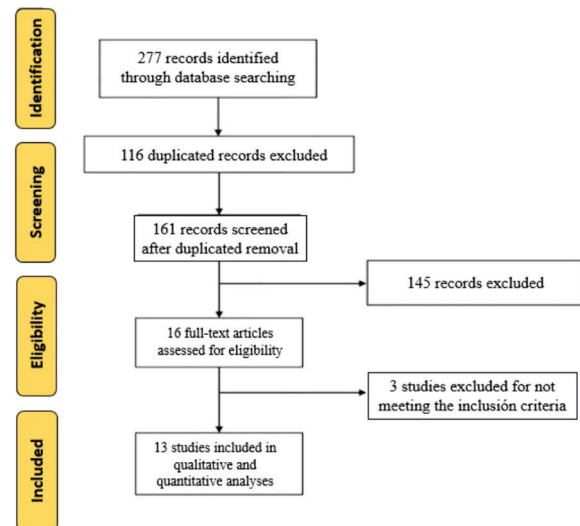 Identification
277 records identified
through database searching
116 duplicated records excluded
Screening
161 records screened
after duplicated removal
145 records excluded
Eligibility
16 full-text articles
assessed for eligibility
3 studies excluded for not
meeting the inclusión criteria
Included
13 studies included in
qualitative and
quantitative analyses